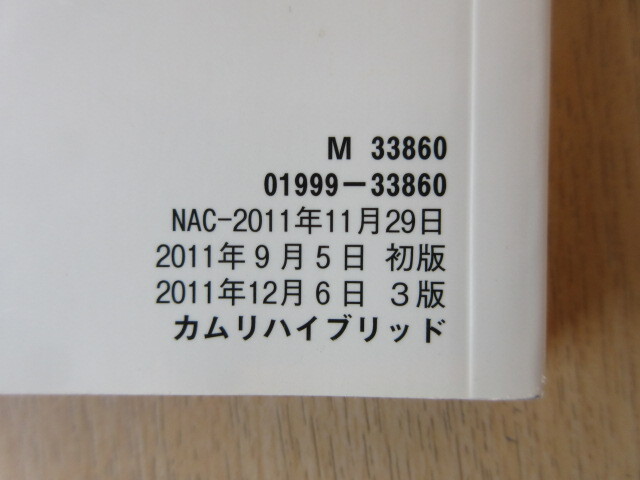 M 33860
01999-33860
NAC-2011年11月29日
2011年 9 月 5 日 初版
2011年12月 6 日 3版
カムリハイブリッド